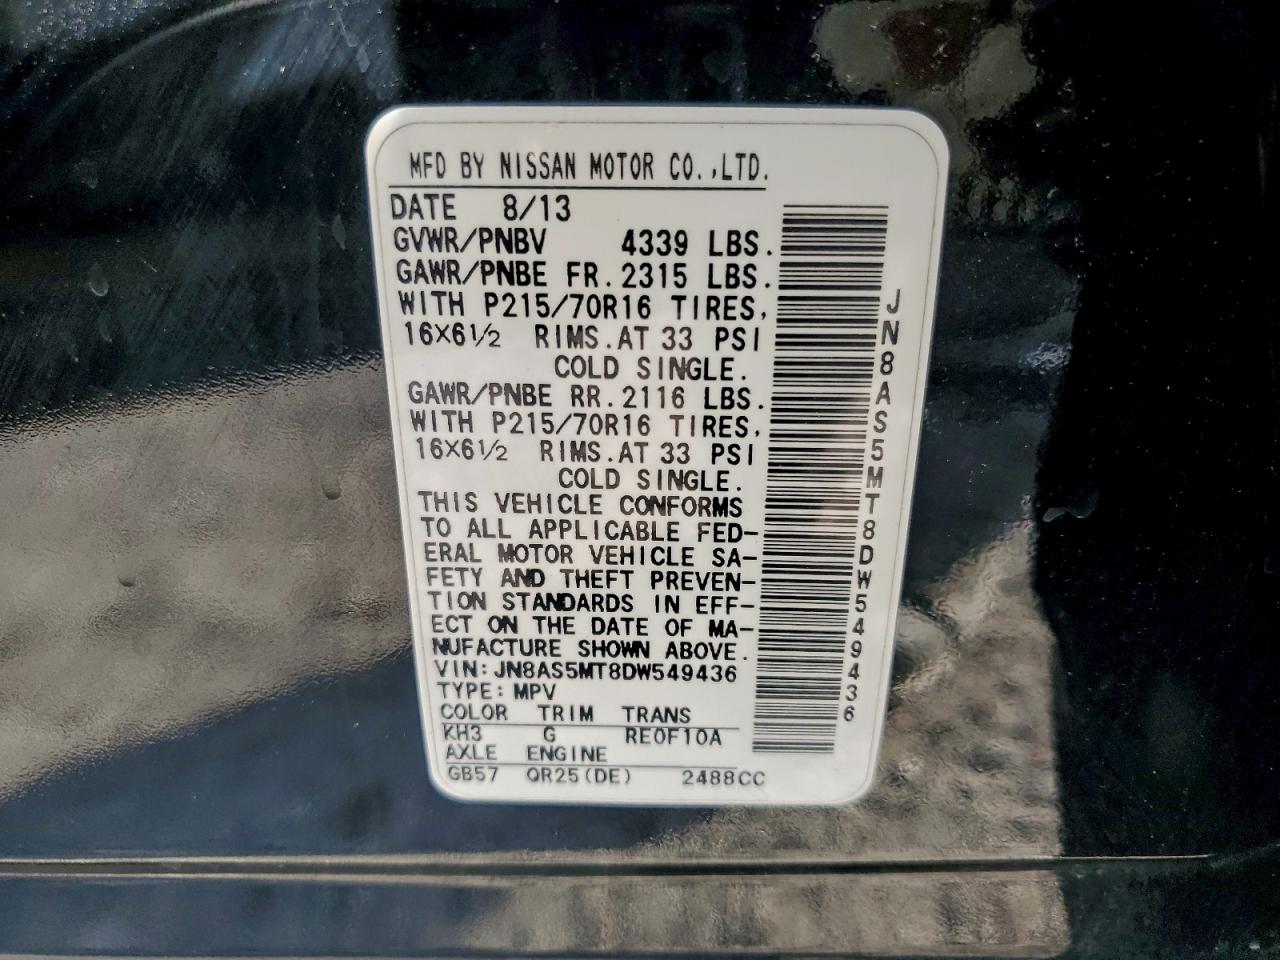 MFD BY NISSAN MOTOR CO.,LTD.
DATE 8/13
GVWR/PNBV 4339 LBS.
GAWR/PNBE FR. 2315 LBS.
WITH P215/70R16 TIRES,
16X6½ RIMS. AT 33 PSI
COLD SINGLE.
GAWR/PNBE RR. 2116 LBS.
WITH P215/70R16 TIRES,
16X6½ RIMS. AT 33 PSI
COLD SINGLE.
THIS VEHICLE CONFORMS
TO ALL APPLICABLE FED-
ERAL MOTOR VEHICLE SA-
FETY AND THEFT PREVEN-
TION STANDARDS IN EFF-
ECT ON THE DATE OF MA-
NUFACTURE SHOWN ABOVE.
VIN:JN8AS5MT8DW549436
TYPE:MPV
COLOR TRIM TRANS
KH3 G RE0F10A
AXLE ENGINE
GB57 QR25(DE) 2488CC
JN8AS5MT8DW549436